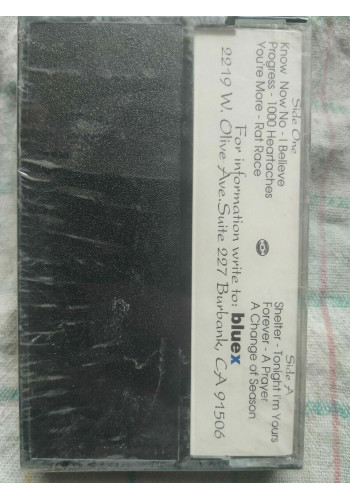 Side One
Know Now No - I Believe
Progress - 1000 Heartaches
You're More - Rat Race
Side A
Shelter - Tonight I'm Yours
Forever - A Prayer
A Change of Season
For information write to: bluex
2219 W. Olive Ave.Suite 227 Burbank, CA 91506